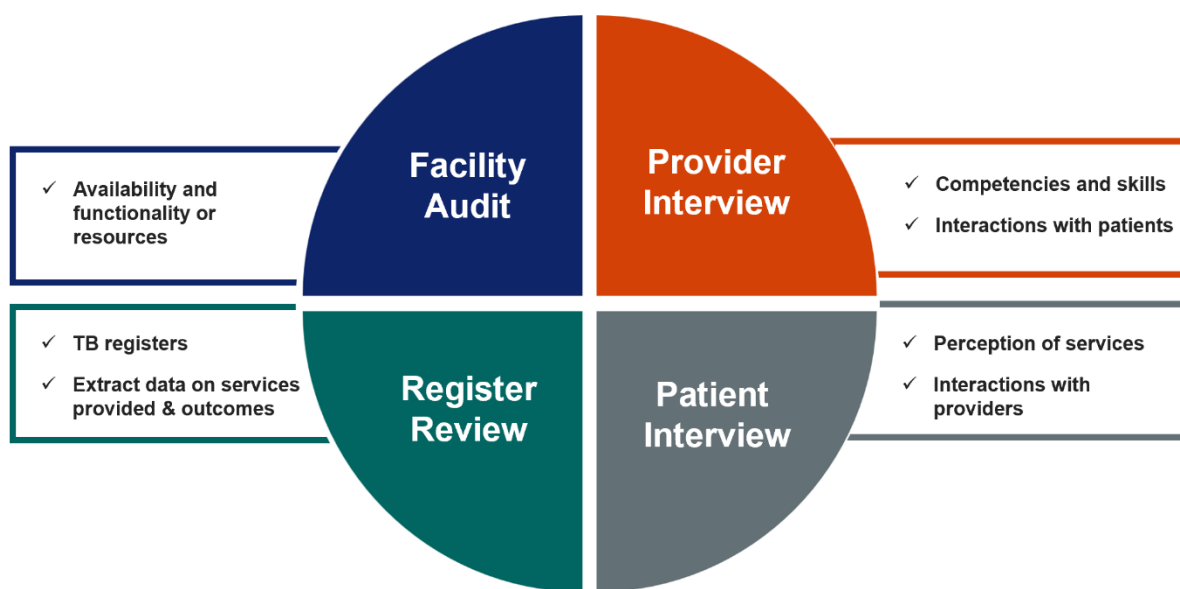 Facility
Audit
✓ Availability and
functionality or
resources
Provider
Interview
✓ Competencies and skills
✓ Interactions with patients
Register
Review
✓ TB registers
✓ Extract data on services
provided & outcomes
Patient
Interview
✓ Perception of services
✓ Interactions with
providers